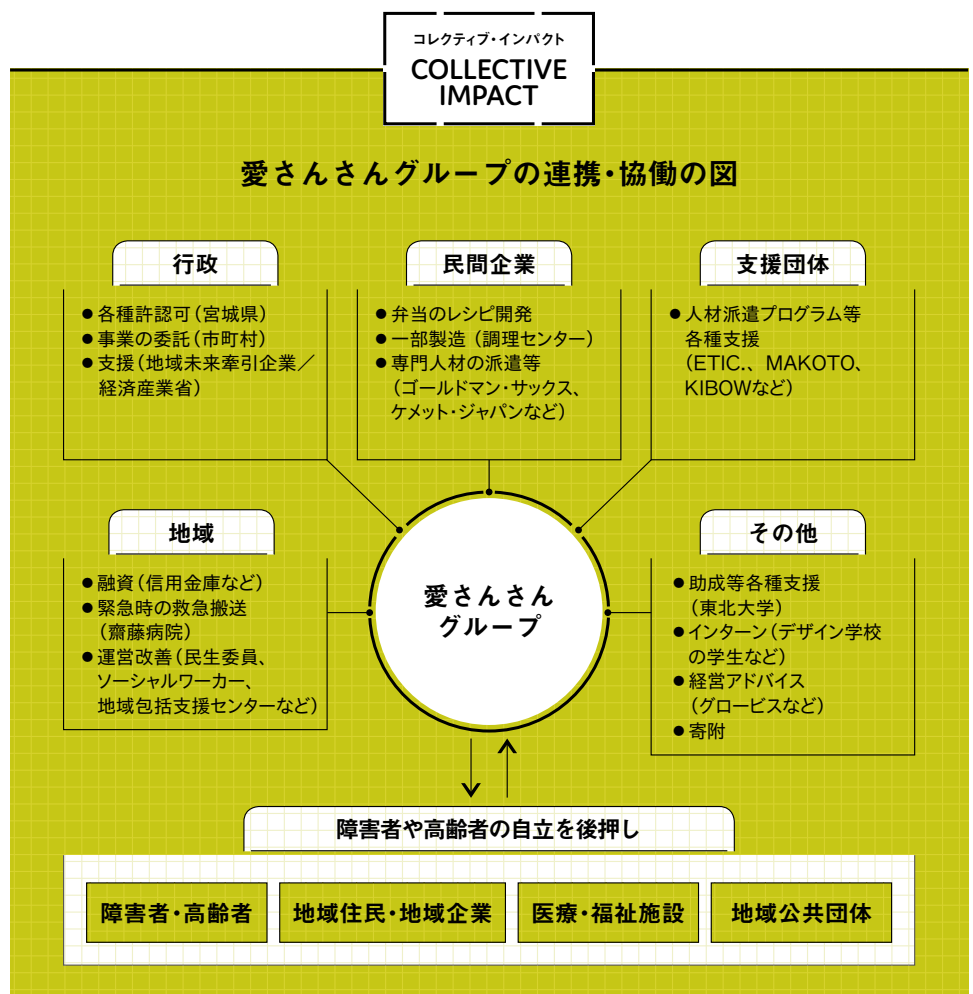 コレクティブ・インパクト
COLLECTIVE
IMPACT
愛さんさんグループの連携・協働の図
行政
●各種許認可（宮城県）
●事業の委託（市町村）
●支援（地域未来牽引企業／
経済産業省）
民間企業
●弁当のレシピ開発
●一部製造（調理センター）
●専門人材の派遣等
（ゴールドマン・サックス、
ケメット・ジャパンなど）
支援団体
●人材派遣プログラム等
各種支援
（ETIC.、MAKOTO、
KIBOWなど）
地域
●融資（信用金庫など）
●緊急時の救急搬送
（齋藤病院）
●運営改善（民生委員、
ソーシャルワーカー、
地域包括支援センターなど）
愛さんさん
グループ
その他
●助成等各種支援
（東北大学）
●インターン（デザイン学校
の学生など）
●経営アドバイス
（グロービスなど）
●寄附
障害者や高齢者の自立を後押し
障害者・高齢者
地域住民・地域企業
医療・福祉施設
地域公共団体